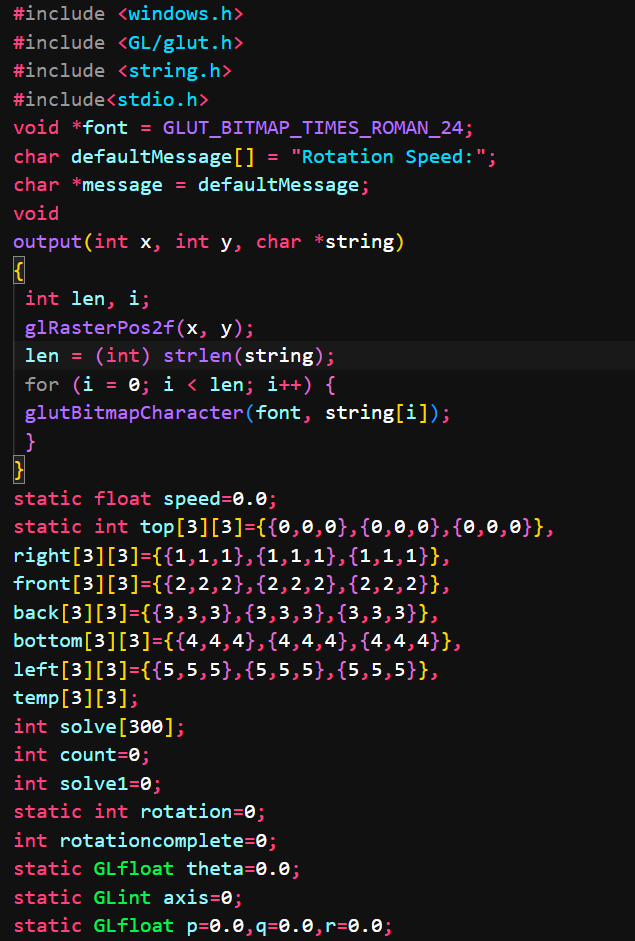 #include <windows.h>
#include <GL/glut.h>
#include <string.h>
#include<stdio.h>
void *font = GLUT_BITMAP_TIMES_ROMAN_24;
char defaultMessage[] = "Rotation Speed:";
char *message = defaultMessage;
void
output(int x, int y, char *string)
{
int len, i;
glRasterPos2f(x, y);
len = (int) strlen(string);
for (i = 0; i < len; i++) {
glutBitmapCharacter(font, string[i]);
}
}
static float speed=0.0;
static int top[3][3]={{0,0,0},{0,0,0},{0,0,0}},
right[3][3]={{1,1,1},{1,1,1},{1,1,1}},
front[3][3]={{2,2,2},{2,2,2},{2,2,2}},
back[3][3]={{3,3,3},{3,3,3},{3,3,3}},
bottom[3][3]={{4,4,4},{4,4,4},{4,4,4}},
left[3][3]={{5,5,5},{5,5,5},{5,5,5}},
temp[3][3];
int solve[300];
int count=0;
int solve1=0;
static int rotation=0;
int rotationcomplete=0;
static GLfloat theta=0.0;
static GLint axis=0;
static GLfloat p=0.0,q=0.0,r=0.0;